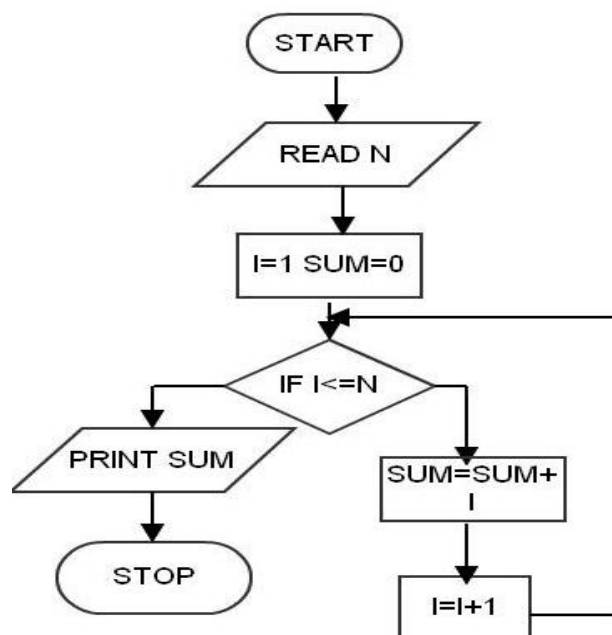 START
READ N
I=1 SUM=0
IF I<=N
PRINT SUM
SUM=SUM+
I
STOP
I=I+1